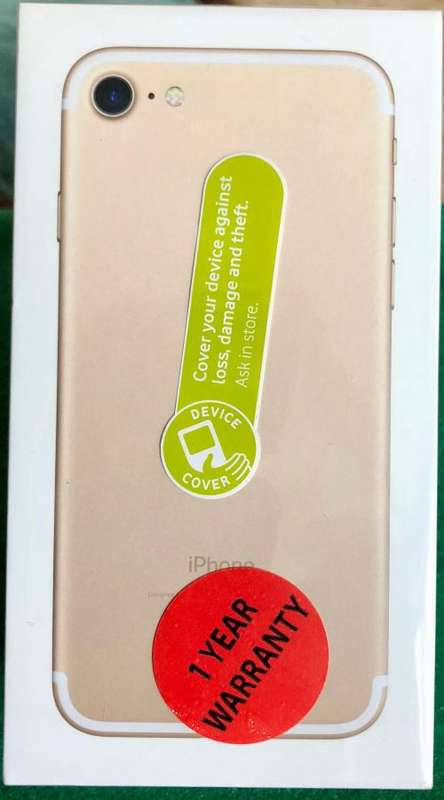 Cover your device against
loss, damage and theft.
Ask in store.
DEVICE
COVER
iPhone
1 YEAR
WARRANTY